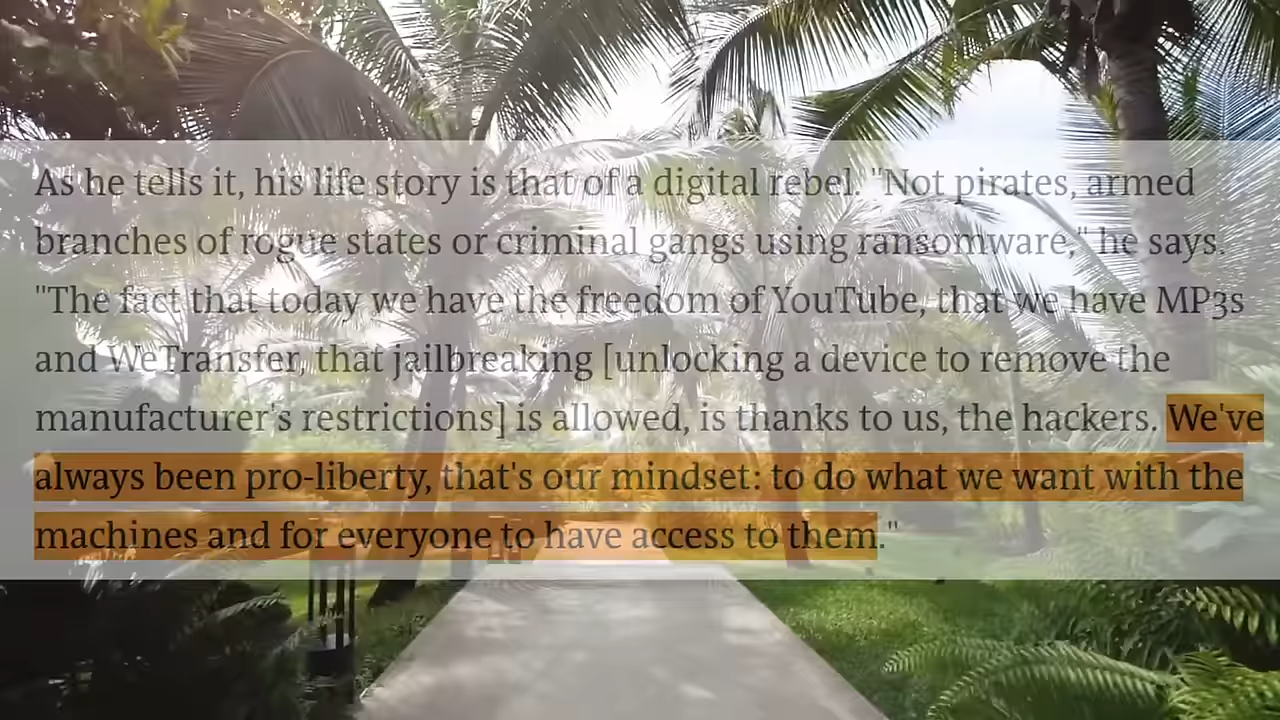 As he tells it, his life story is that of a digital rebel. "Not pirates, armed
branches of rogue states or criminal gangs using ransomware," he says.
"The fact that today we have the freedom of YouTube, that we have MP3s
and WeTransfer, that jailbreaking [unlocking a device to remove the
manufacturer's restrictions] is allowed, is thanks to us, the hackers. We've
always been pro-liberty, that's our mindset: to do what we want with the
machines and for everyone to have access to them."